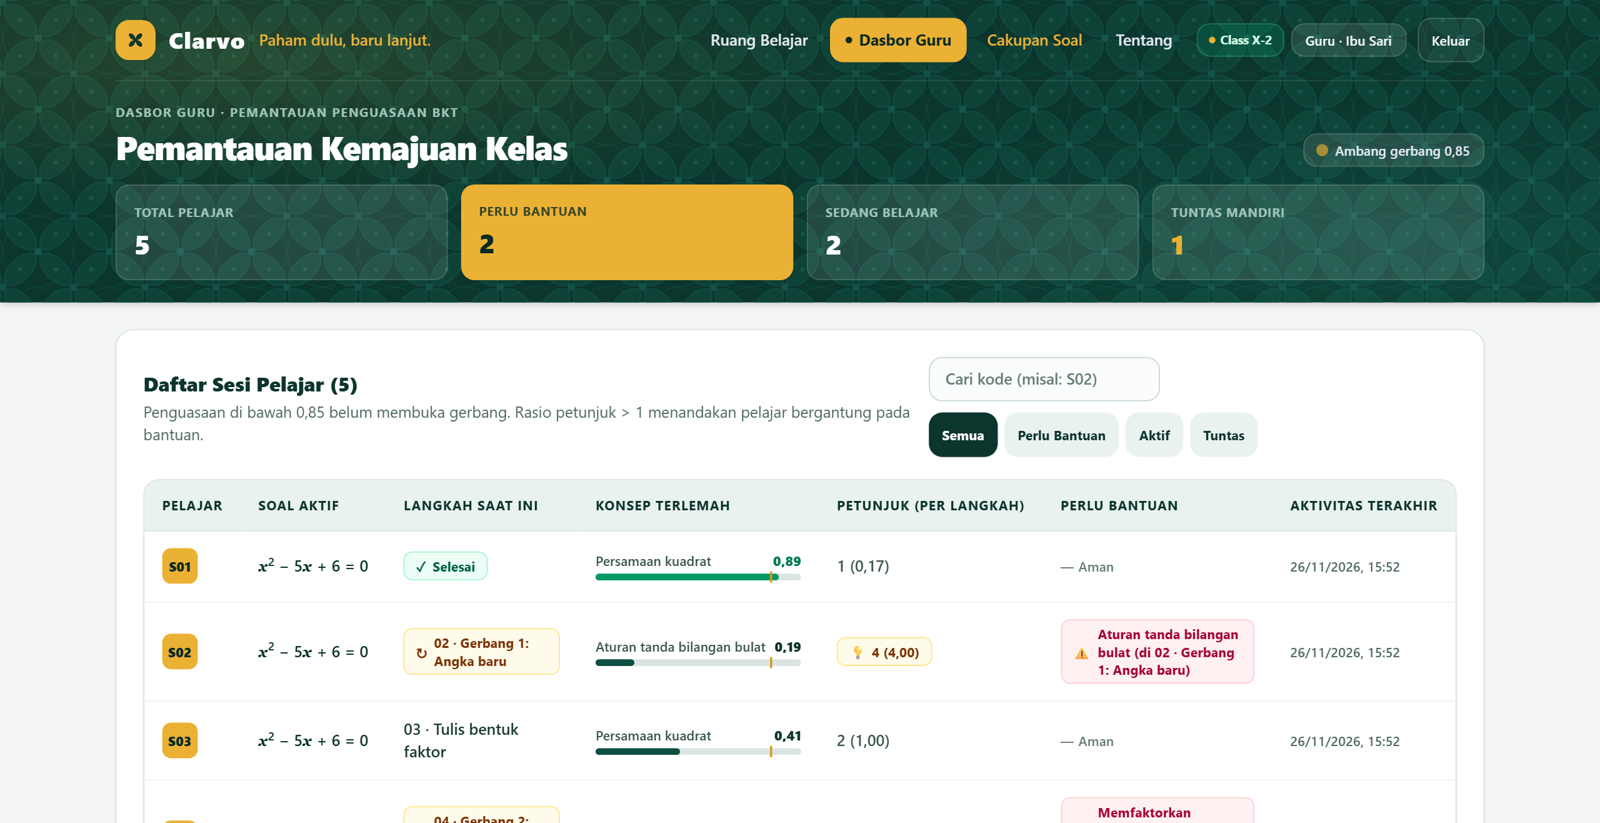 Clarvo
Paham dulu, baru lanjut.
Ruang Belajar
• Dasbor Guru
Cakupan Soal
Tentang
• Class X-2
Guru · Ibu Sari
Keluar
DASBOR GURU · PEMANTAUAN PENGUASAAN BKT
Pemantauan Kemajuan Kelas
Ambang gerbang 0,85
TOTAL PELAJAR
5
PERLU BANTUAN
2
SEDANG BELAJAR
2
TUNTAS MANDIRI
1
Daftar Sesi Pelajar (5)
Penguasaan di bawah 0,85 belum membuka gerbang. Rasio petunjuk > 1 menandakan pelajar bergantung pada
bantuan.
Cari kode (misal: S02)
Semua
Perlu Bantuan
Aktif
Tuntas
PELAJAR
SOAL AKTIF
LANGKAH SAAT INI
KONSEP TERLEMAH
PETUNJUK (PER LANGKAH)
PERLU BANTUAN
AKTIVITAS TERAKHIR
S01
x² − 5x + 6 = 0
✓ Selesai
Persamaan kuadrat 0,89
1 (0,17)
— Aman
26/11/2026, 15:52
S02
x² − 5x + 6 = 0
↻ 02 · Gerbang 1:
Angka baru
Aturan tanda bilangan bulat 0,19
💡 4 (4,00)
⚠ Aturan tanda bilangan
bulat (di 02 · Gerbang
1: Angka baru)
26/11/2026, 15:52
S03
x² − 5x + 6 = 0
03 · Tulis bentuk
faktor
Persamaan kuadrat 0,41
2 (1,00)
— Aman
26/11/2026, 15:52
04 · Gerbang 2:
Memfaktorkan